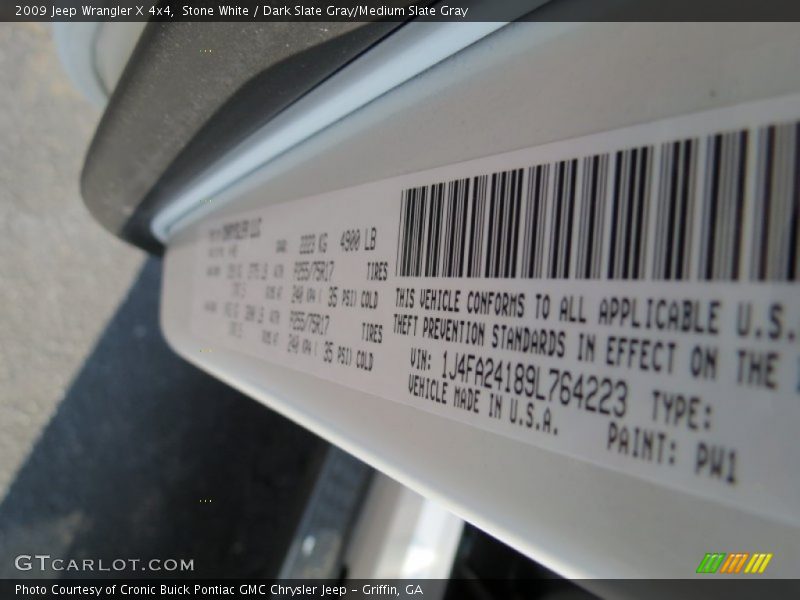 2009 Jeep Wrangler X 4x4, Stone White / Dark Slate Gray/Medium Slate Gray
2223 KG 4900 LB
P255/75R17 TIRES
240 KPA ( 35 PSI) COLD
P255/75R17 TIRES
240 KPA ( 35 PSI) COLD
THIS VEHICLE CONFORMS TO ALL APPLICABLE U.S.
THEFT PREVENTION STANDARDS IN EFFECT ON THE
VIN: 1J4FA24189L764223 TYPE:
VEHICLE MADE IN U.S.A. PAINT: PW1
GTCARLOT.COM
Photo Courtesy of Cronic Buick Pontiac GMC Chrysler Jeep - Griffin, GA